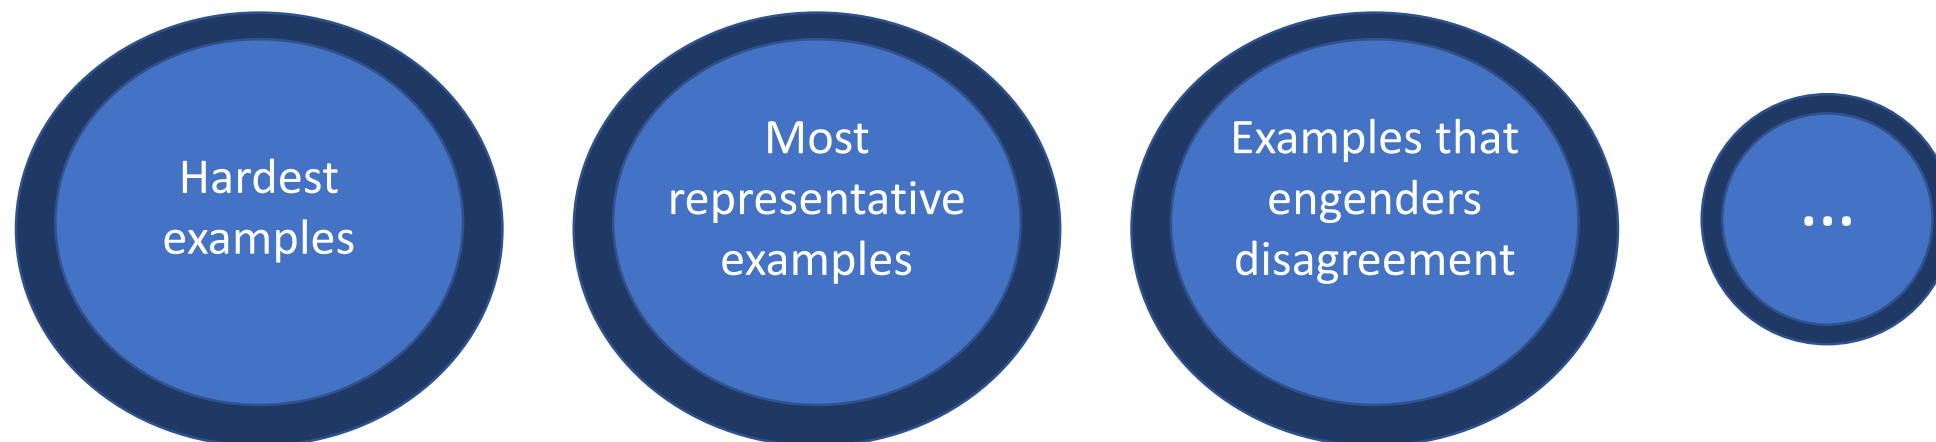 Hardest
examples
Most
representative
examples
Examples that
engenders
disagreement
...